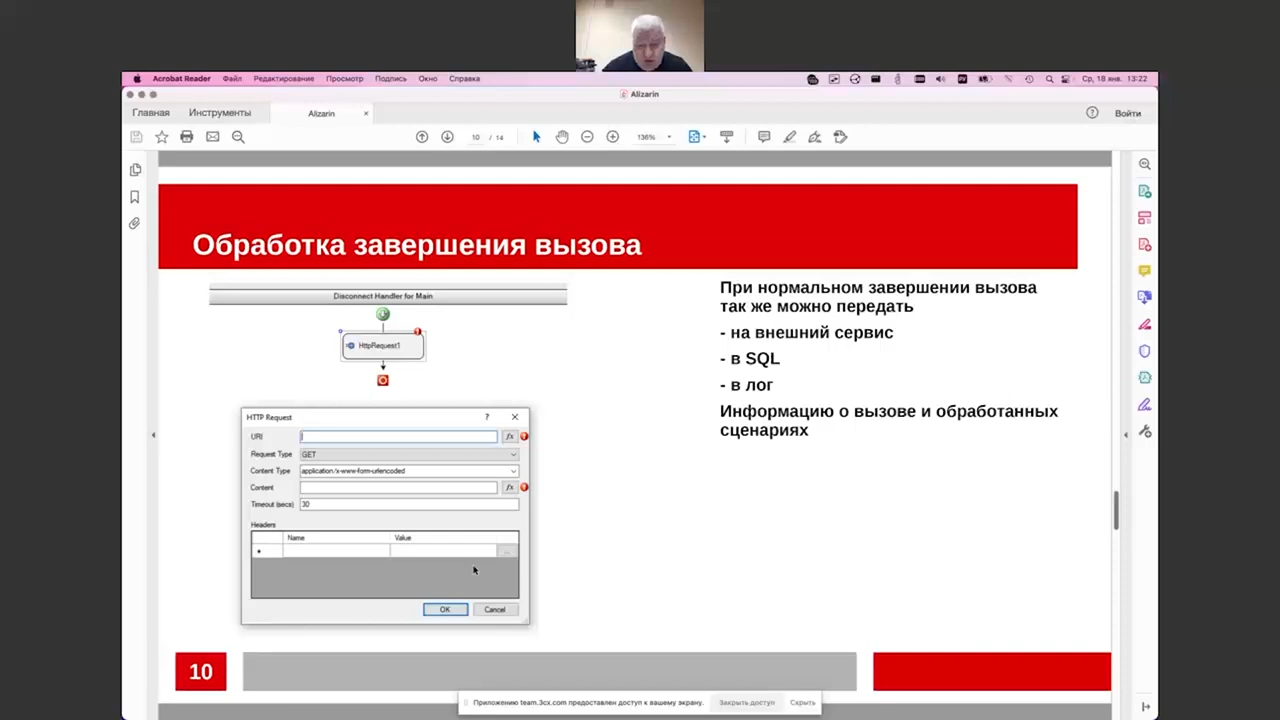 Acrobat Reader Файл Редактирование Просмотр Подпись Окно Справка Ср, 18 янв. 13:22
Alizarin
Главная Инструменты Alizarin × Войти
10 / 14 136%
Обработка завершения вызова
Disconnect Handler for Main
HttpRequest1
При нормальном завершении вызова
так же можно передать
- на внешний сервис
- в SQL
- в лог
Информацию о вызове и обработанных
сценариях
HTTP Request ?
URI fx
Request Type GET
Content Type application/x-www-form-urlencoded
Content fx
Timeout (secs) 30
Headers
Name Value
...
OK Cancel
10
Приложению team.3cx.com предоставлен доступ к вашему экрану. Закрыть доступ Скрыть